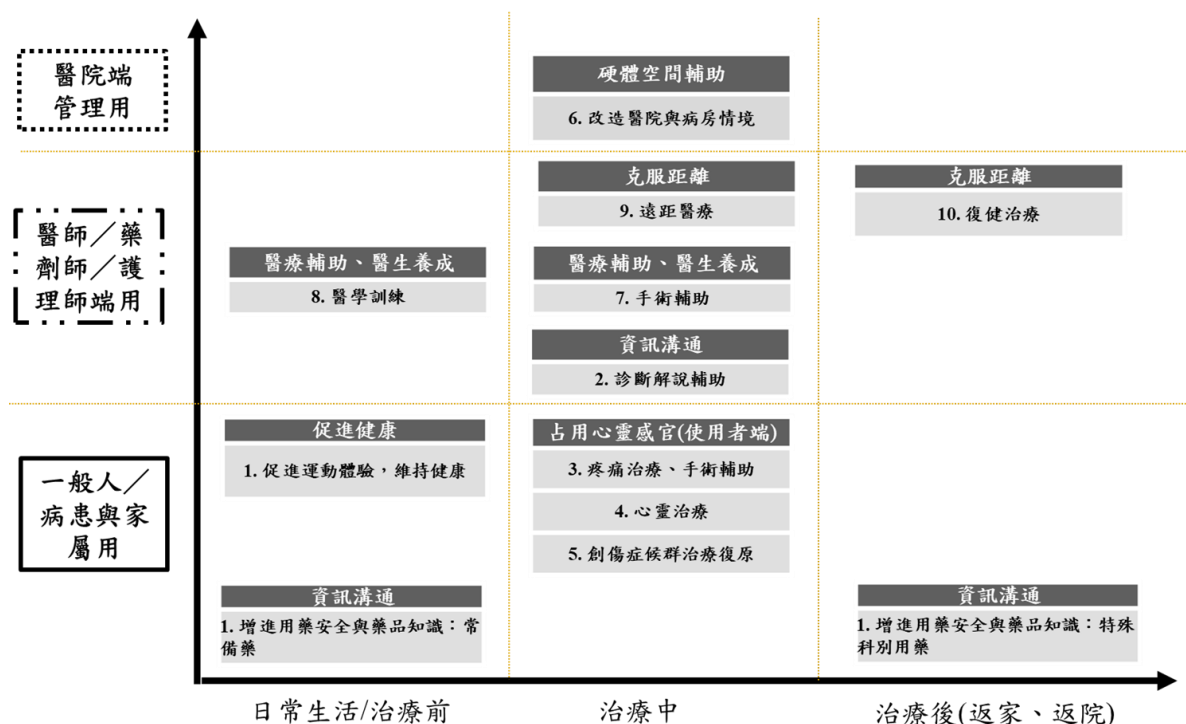 醫院端
管理用
硬體空間輔助
6. 改造醫院與病房情境
醫師／藥
劑師／護
理師端用
克服距離
9. 遠距醫療
克服距離
10. 復健治療
醫療輔助、醫生養成
8. 醫學訓練
醫療輔助、醫生養成
7. 手術輔助
資訊溝通
2. 診斷解說輔助
一般人／
病患與家
屬用
促進健康
1. 促進運動體驗，維持健康
占用心靈感官(使用者端)
3. 疼痛治療、手術輔助
4. 心靈治療
5. 創傷症候群治療復原
資訊溝通
1. 增進用藥安全與藥品知識：常
備藥
資訊溝通
1. 增進用藥安全與藥品知識：特殊
科別用藥
日常生活/治療前
治療中
治療後(返家、返院)